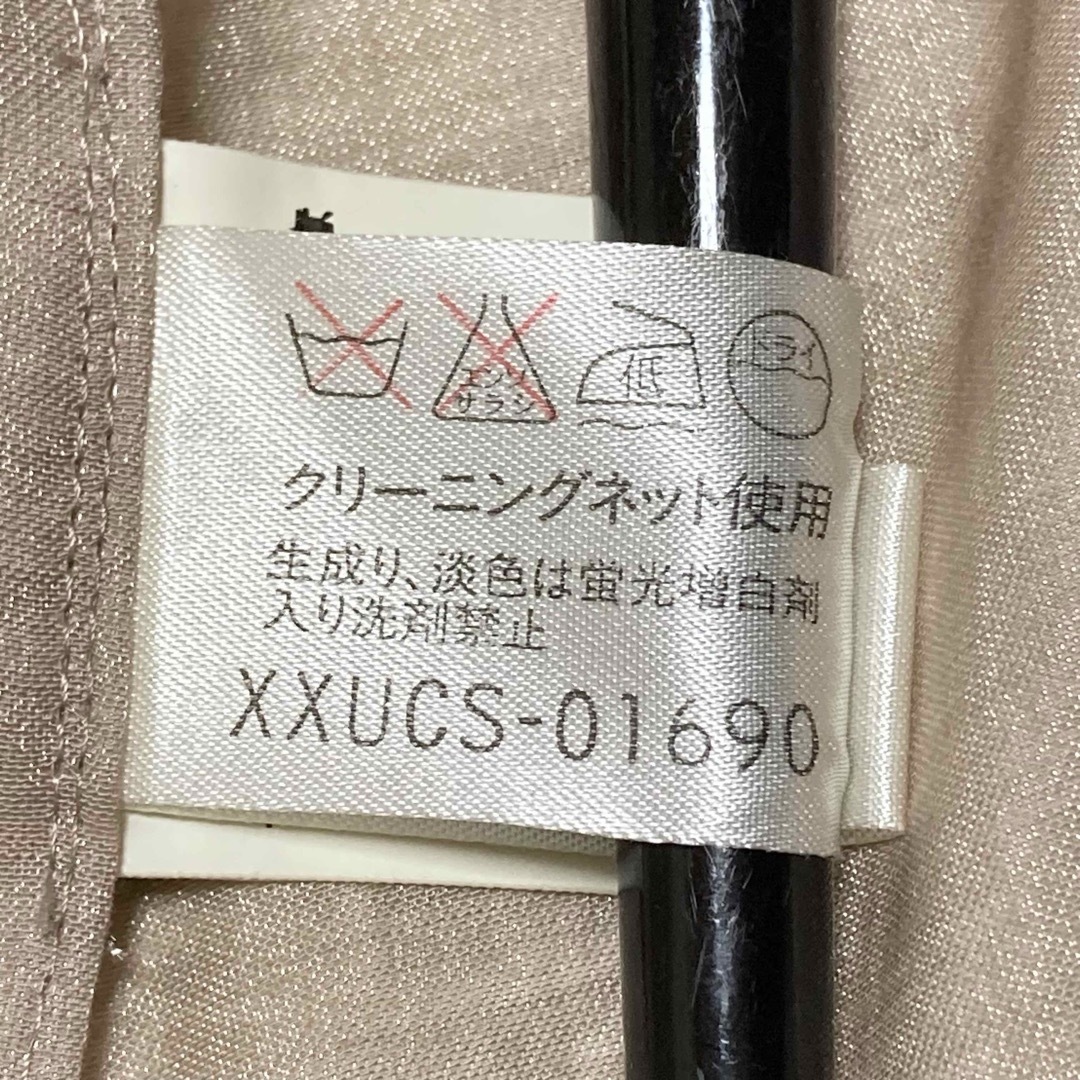 エンソ
サラシ
低
ドライ
クリーニングネット使用
生成り、淡色は蛍光増白剤
入り洗剤禁止
XXUCS-01690